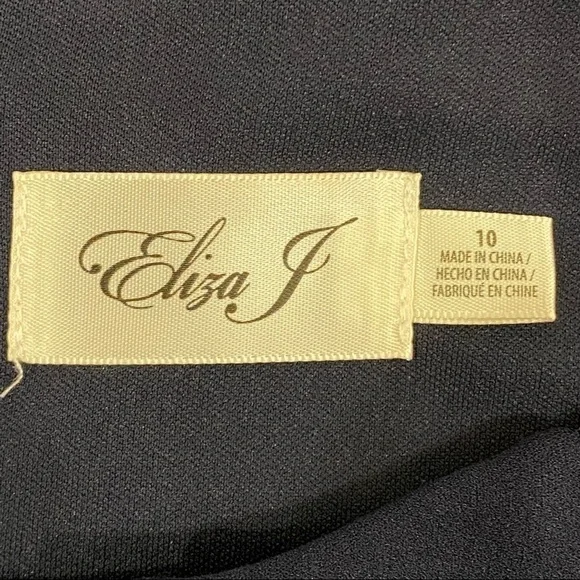 Eliza J
10
MADE IN CHINA /
HECHO EN CHINA /
FABRIQUÉ EN CHINE